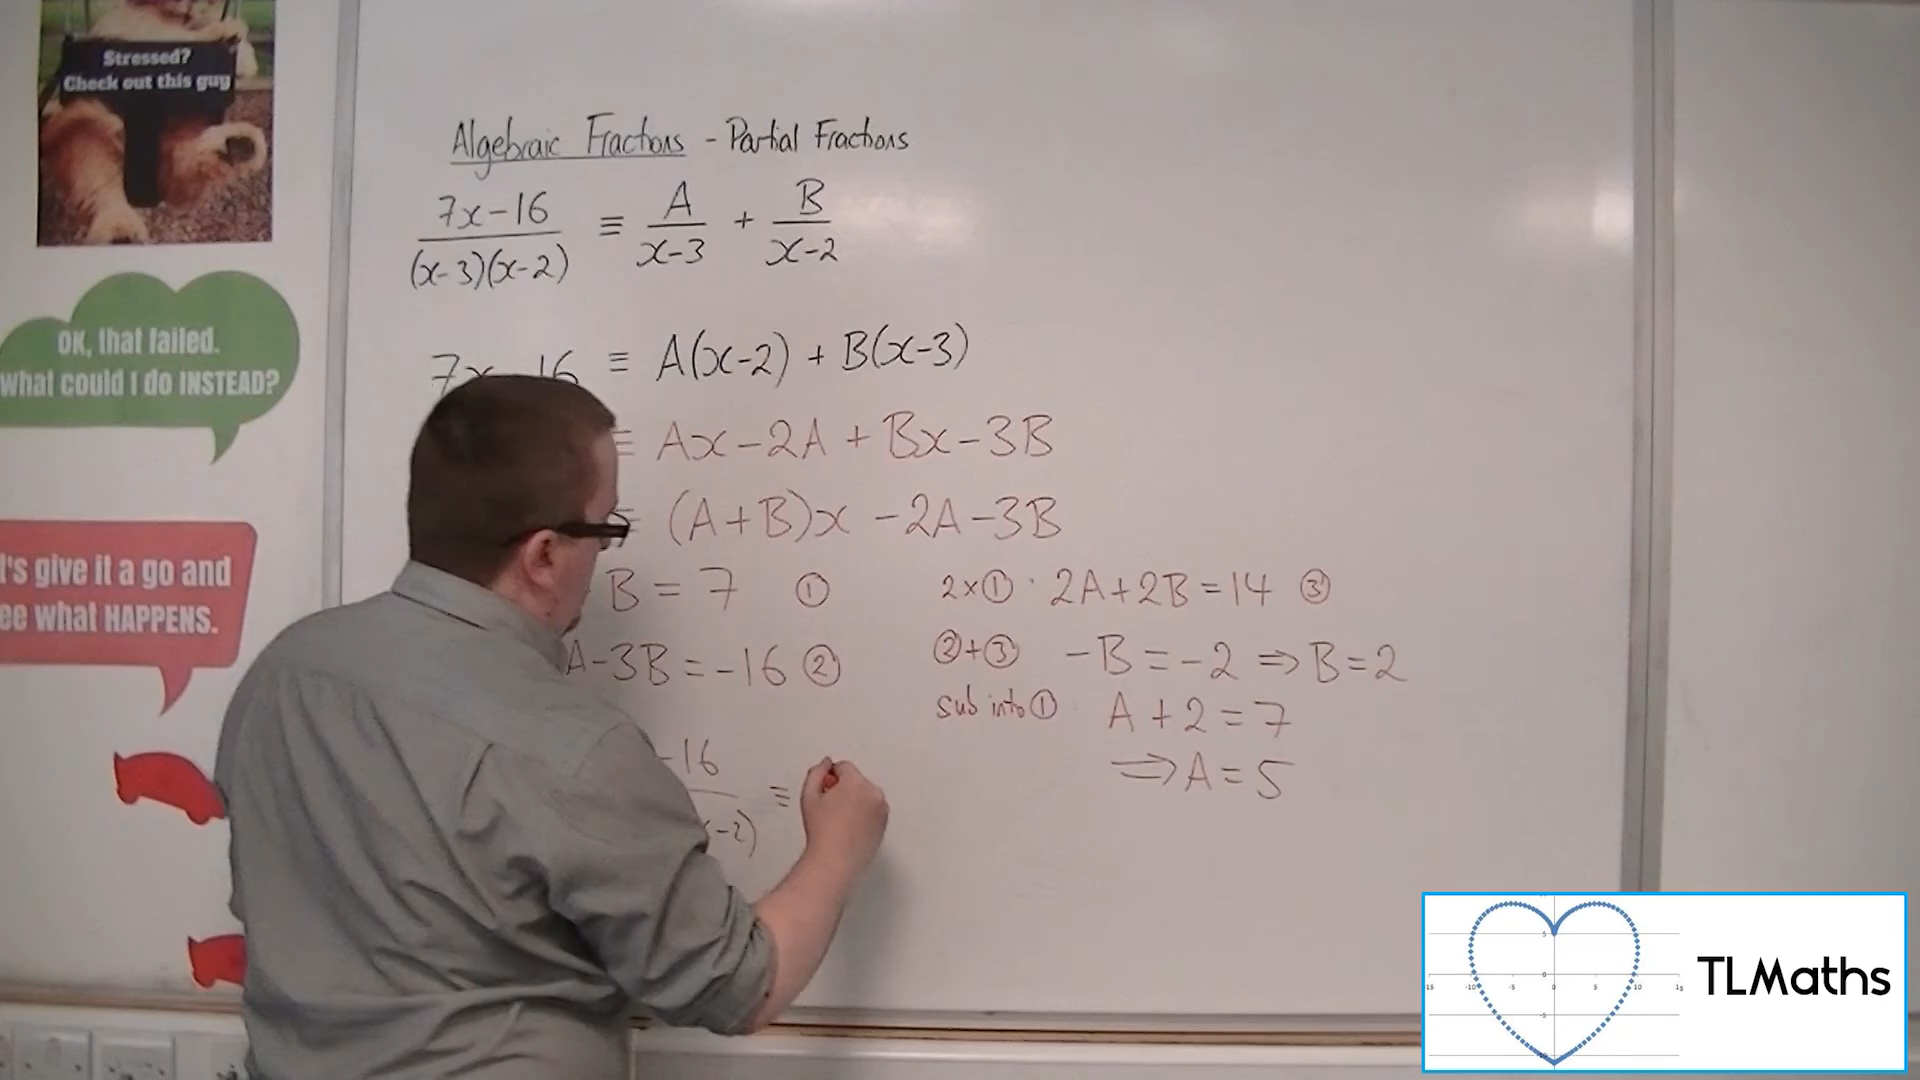 Stressed?
Check out this guy
Algebraic Fractions - Partial Fractions
7x-16 ≡ A + B
(x-3)(x-2) x-3 x-2
7x-16 ≡ A(x-2) + B(x-3)
≡ Ax-2A + Bx-3B
≡ (A+B)x -2A-3B
B = 7 ①
2×① 2A+2B=14 ③
A-3B=-16 ②
②+③ -B=-2 ⇒ B=2
sub into ① A+2=7
⇒ A=5
-16 ≡
-2)
OK, that failed.
What could I do INSTEAD?
t's give it a go and
ee what HAPPENS.
TLMaths